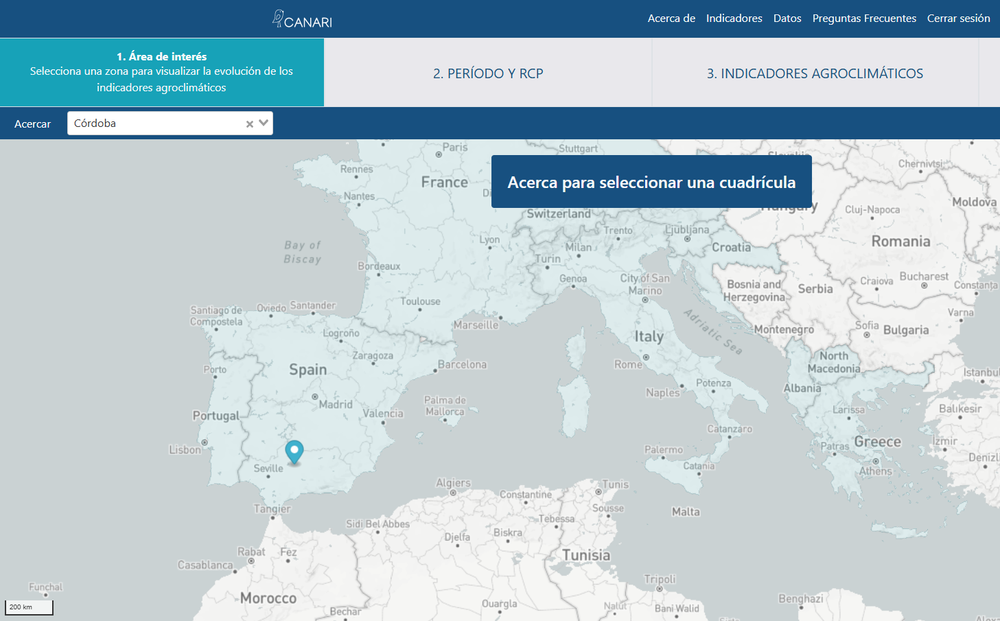 CANARI
Acerca de
Indicadores
Datos
Preguntas Frecuentes
Cerrar sesión
1. Área de interés
Selecciona una zona para visualizar la evolución de los
indicadores agroclimáticos
2. PERÍODO Y RCP
3. INDICADORES AGROCLIMÁTICOS
Acercar
Córdoba
Acerca para seleccionar una cuadrícula
Paris
Stuttgart
Rennes
France
Chernivtsi
Nantes
Moldova
Hungary
Switzerland
Cluj-Napoca
Trento
Ljubljana
Lyon
Milan
Croatia
Romania
Bay of
Biscay
Turin
Bordeaux
Genoa
City of San
Marino
Bosnia and
Herzegovina
Serbia
Craiova
Bucharest
Constanța
Toulouse
Santiago de
Compostela
Oviedo
Santander
Marseille
Adriatic Sea
Montenegro
Sofia
Bulgaria
Varna
Logroño
Italy
Zaragoza
Spain
Barcelona
Rome
North
Macedonia
Istanbu
Porto
Madrid
Palma de
Mallorca
Valencia
Naples
Potenza
Albania
Larissa
Balıkesir
Portugal
Catanzaro
Lisbon
Palermo
Greece
Patras
İzmir
Denizl
Seville
Catania
Athens
Algiers
Constantine
Tunis
Tangier
Sousse
Malta
Sidi Bel Abbes
Tebessa
Djelfa
Biskra
Rabat
Fez
Tunisia
Casablanca
Tripoli
Funchal
Morocco
Benghazi
200 km
Bechar
Ouargla
Nalut
Bani Walid